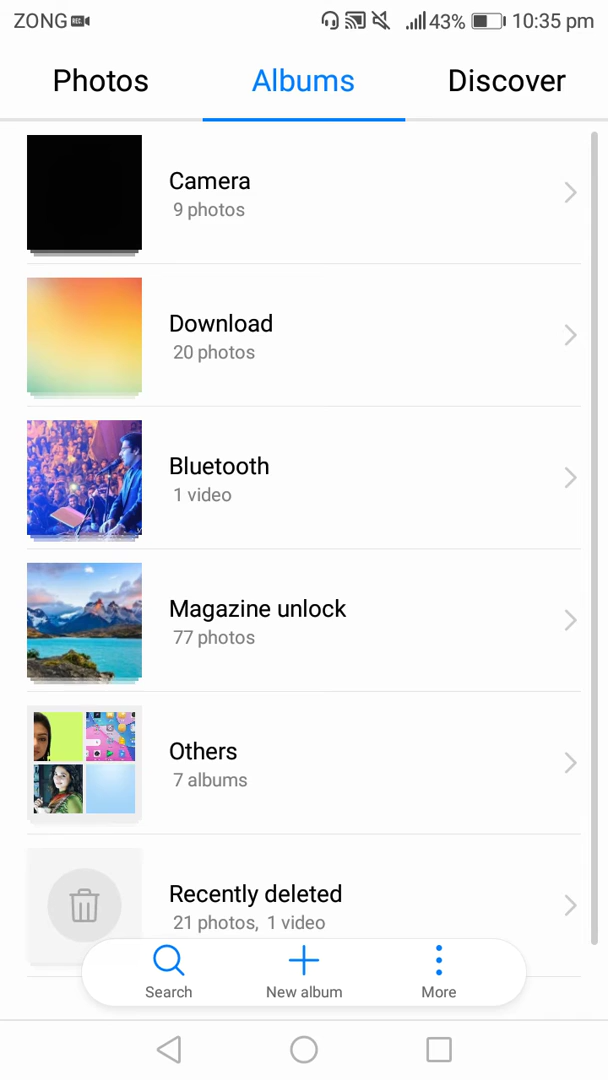 ZONG REC 43% 10:35 pm
Photos Albums Discover
Camera
9 photos
Download
20 photos
Bluetooth
1 video
Magazine unlock
77 photos
Others
7 albums
Recently deleted
21 photos, 1 video
Search New album More